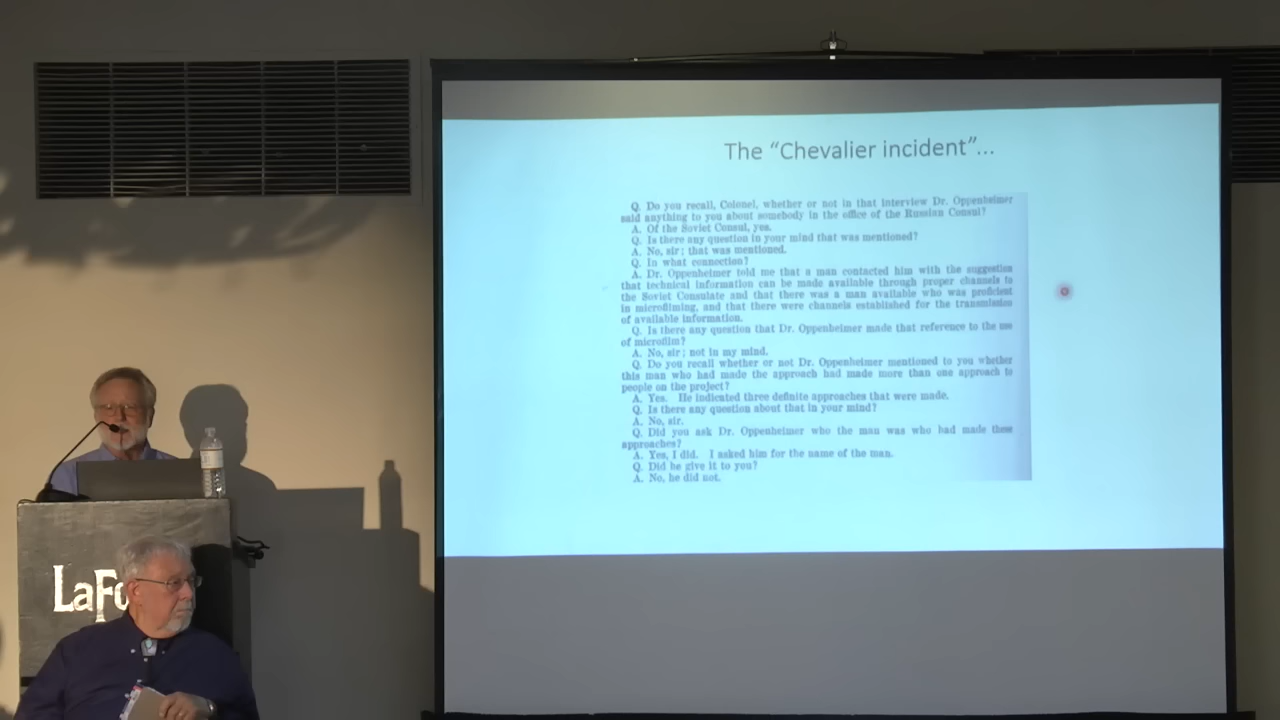 The “Chevalier incident”...
Q. Do you recall, Colonel, whether or not in that interview Dr. Oppenheimer
said anything to you about somebody in the office of the Russian Consul?
A. Of the Soviet Consul, yes.
Q. Is there any question in your mind that was mentioned?
A. No, sir; that was mentioned.
Q. In what connection?
A. Dr. Oppenheimer told me that a man contacted him with the suggestion
that technical information can be made available through proper channels to
the Soviet Consulate and that there was a man available who was proficient
in microfilming, and that there were channels established for the transmission
of available information.
Q. Is there any question that Dr. Oppenheimer made that reference to the use
of microfilm?
A. No, sir; not in my mind.
Q. Do you recall whether or not Dr. Oppenheimer mentioned to you whether
this man who had made the approach had made more than one approach to
people on the project?
A. Yes. He indicated three definite approaches that were made.
Q. Is there any question about that in your mind?
A. No, sir.
Q. Did you ask Dr. Oppenheimer who the man was who had made these
approaches?
A. Yes, I did. I asked him for the name of the man.
Q. Did he give it to you?
A. No, he did not.
LaFo